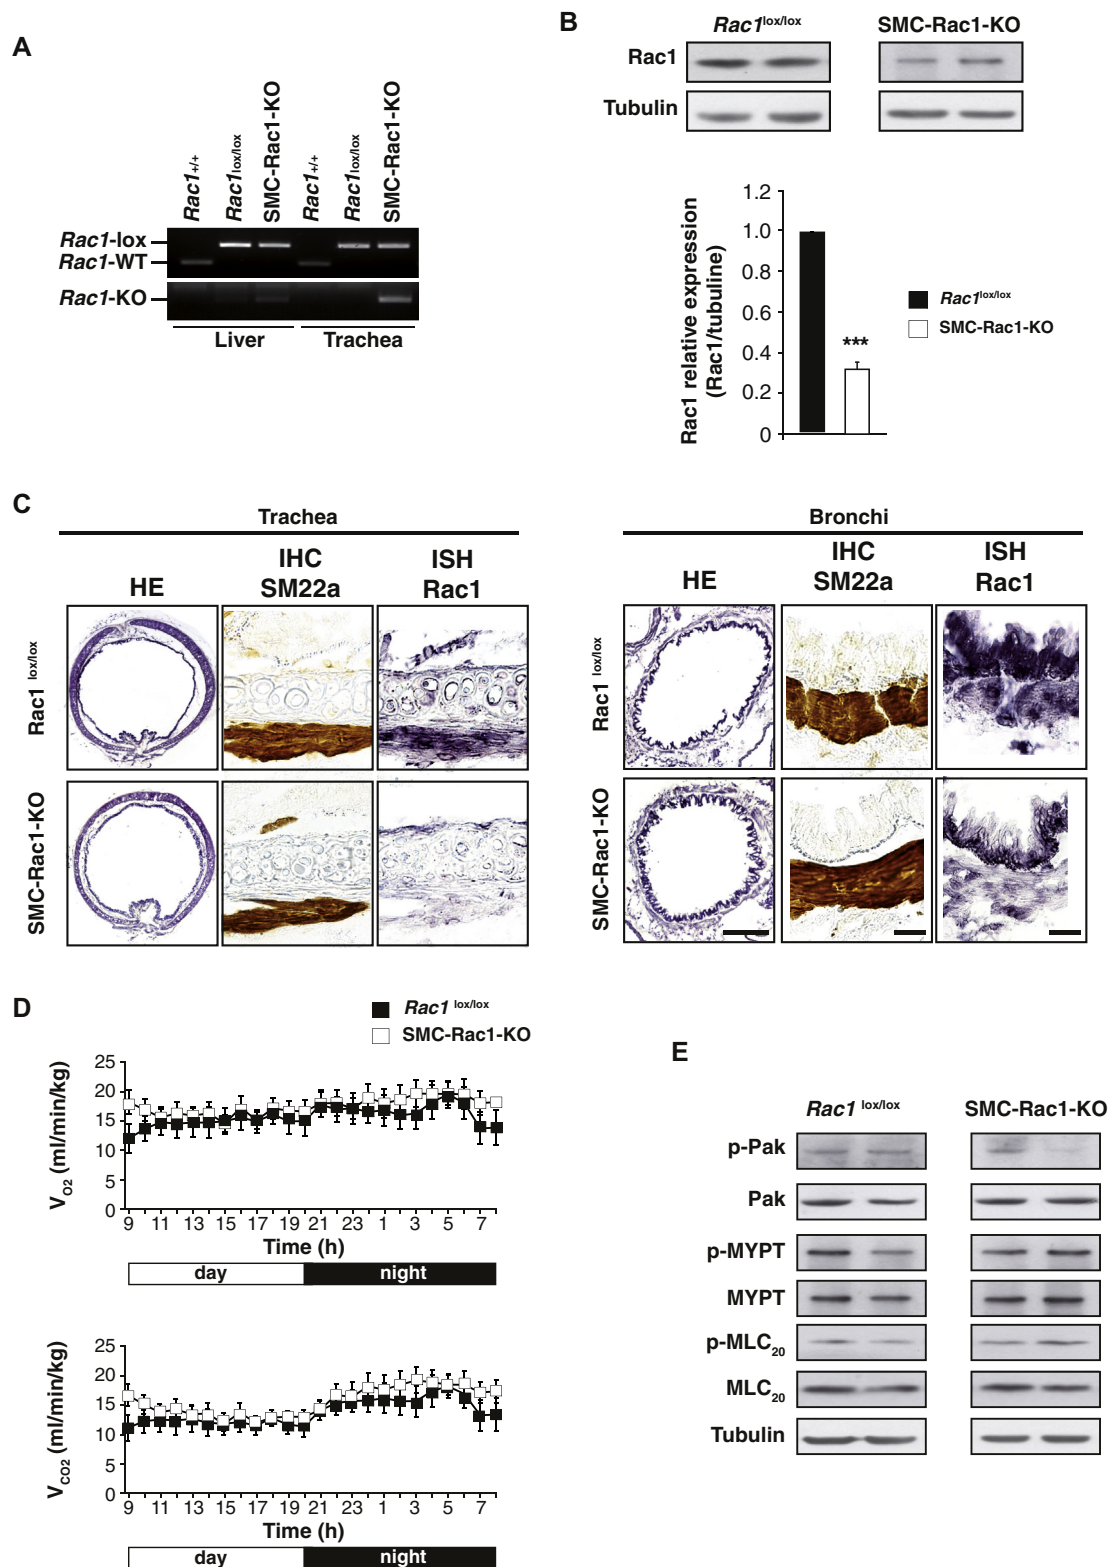 A
Rac1+/+
Rac1lox/lox
SMC-Rac1-KO
Rac1+/+
Rac1lox/lox
SMC-Rac1-KO
Rac1-lox
Rac1-WT
Rac1-KO
Liver
Trachea
B
Rac1lox/lox
SMC-Rac1-KO
Rac1
Tubulin
Rac1 relative expression
(Rac1/tubuline)
1.2
1.0
0.8
0.6
0.4
0.2
0
***
Rac1lox/lox
SMC-Rac1-KO
C
Trachea
HE
IHC
SM22a
ISH
Rac1
Rac1 lox/lox
SMC-Rac1-KO
Bronchi
HE
IHC
SM22a
ISH
Rac1
Rac1 lox/lox
SMC-Rac1-KO
D
Rac1 lox/lox
SMC-Rac1-KO
VO2 (ml/min/kg)
25
20
15
10
5
0
9 11 13 15 17 19 21 23 1 3 5 7
Time (h)
day
night
VCO2 (ml/min/kg)
25
20
15
10
5
0
9 11 13 15 17 19 21 23 1 3 5 7
Time (h)
day
night
E
Rac1 lox/lox
SMC-Rac1-KO
p-Pak
Pak
p-MYPT
MYPT
p-MLC20
MLC20
Tubulin